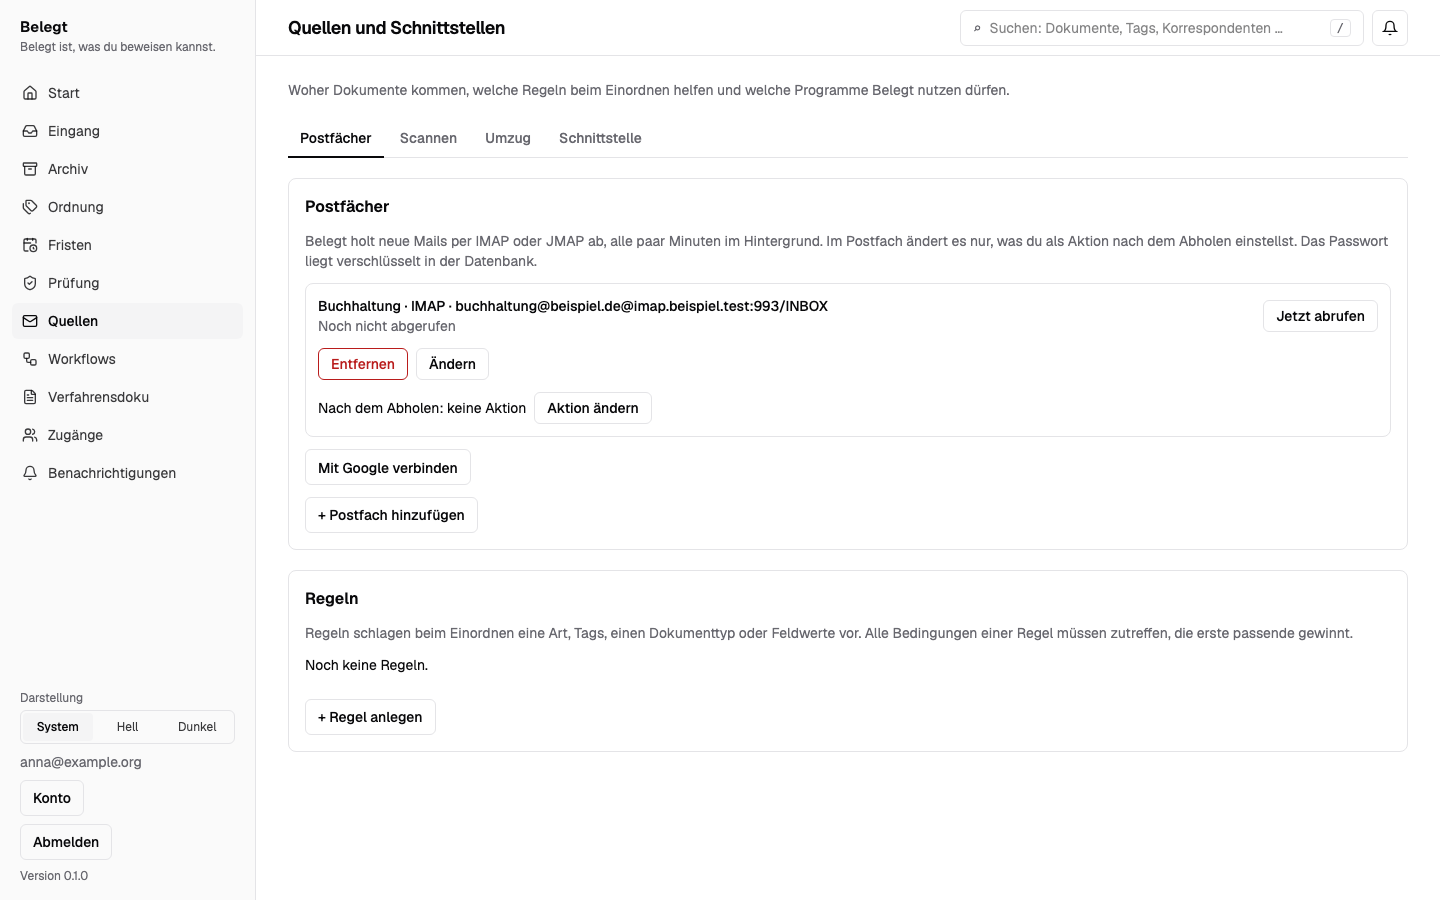 Belegt
Belegt ist, was du beweisen kannst.
Start
Eingang
Archiv
Ordnung
Fristen
Prüfung
Quellen
Workflows
Verfahrensdoku
Zugänge
Benachrichtigungen
Darstellung
System Hell Dunkel
anna@example.org
Konto
Abmelden
Version 0.1.0
Quellen und Schnittstellen
Suchen: Dokumente, Tags, Korrespondenten … /
Woher Dokumente kommen, welche Regeln beim Einordnen helfen und welche Programme Belegt nutzen dürfen.
Postfächer Scannen Umzug Schnittstelle
Postfächer
Belegt holt neue Mails per IMAP oder JMAP ab, alle paar Minuten im Hintergrund. Im Postfach ändert es nur, was du als Aktion nach dem Abholen einstellst. Das Passwort
liegt verschlüsselt in der Datenbank.
Buchhaltung · IMAP · buchhaltung@beispiel.de@imap.beispiel.test:993/INBOX
Noch nicht abgerufen
Jetzt abrufen
Entfernen Ändern
Nach dem Abholen: keine Aktion Aktion ändern
Mit Google verbinden
+ Postfach hinzufügen
Regeln
Regeln schlagen beim Einordnen eine Art, Tags, einen Dokumenttyp oder Feldwerte vor. Alle Bedingungen einer Regel müssen zutreffen, die erste passende gewinnt.
Noch keine Regeln.
+ Regel anlegen